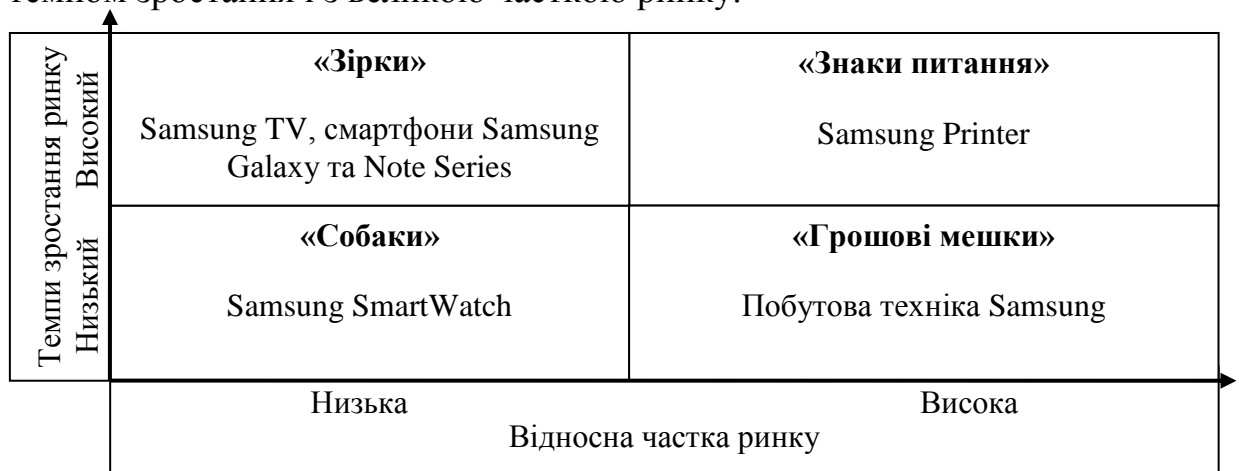 темпом зростання і з великою часткою ринку.
Темпи зростання ринку
Низький Високий
«Зірки»
Samsung TV, смартфони Samsung
Galaxy та Note Series
«Знаки питання»
Samsung Printer
«Собаки»
Samsung SmartWatch
«Грошові мешки»
Побутова техніка Samsung
Низька Висока
Відносна частка ринку